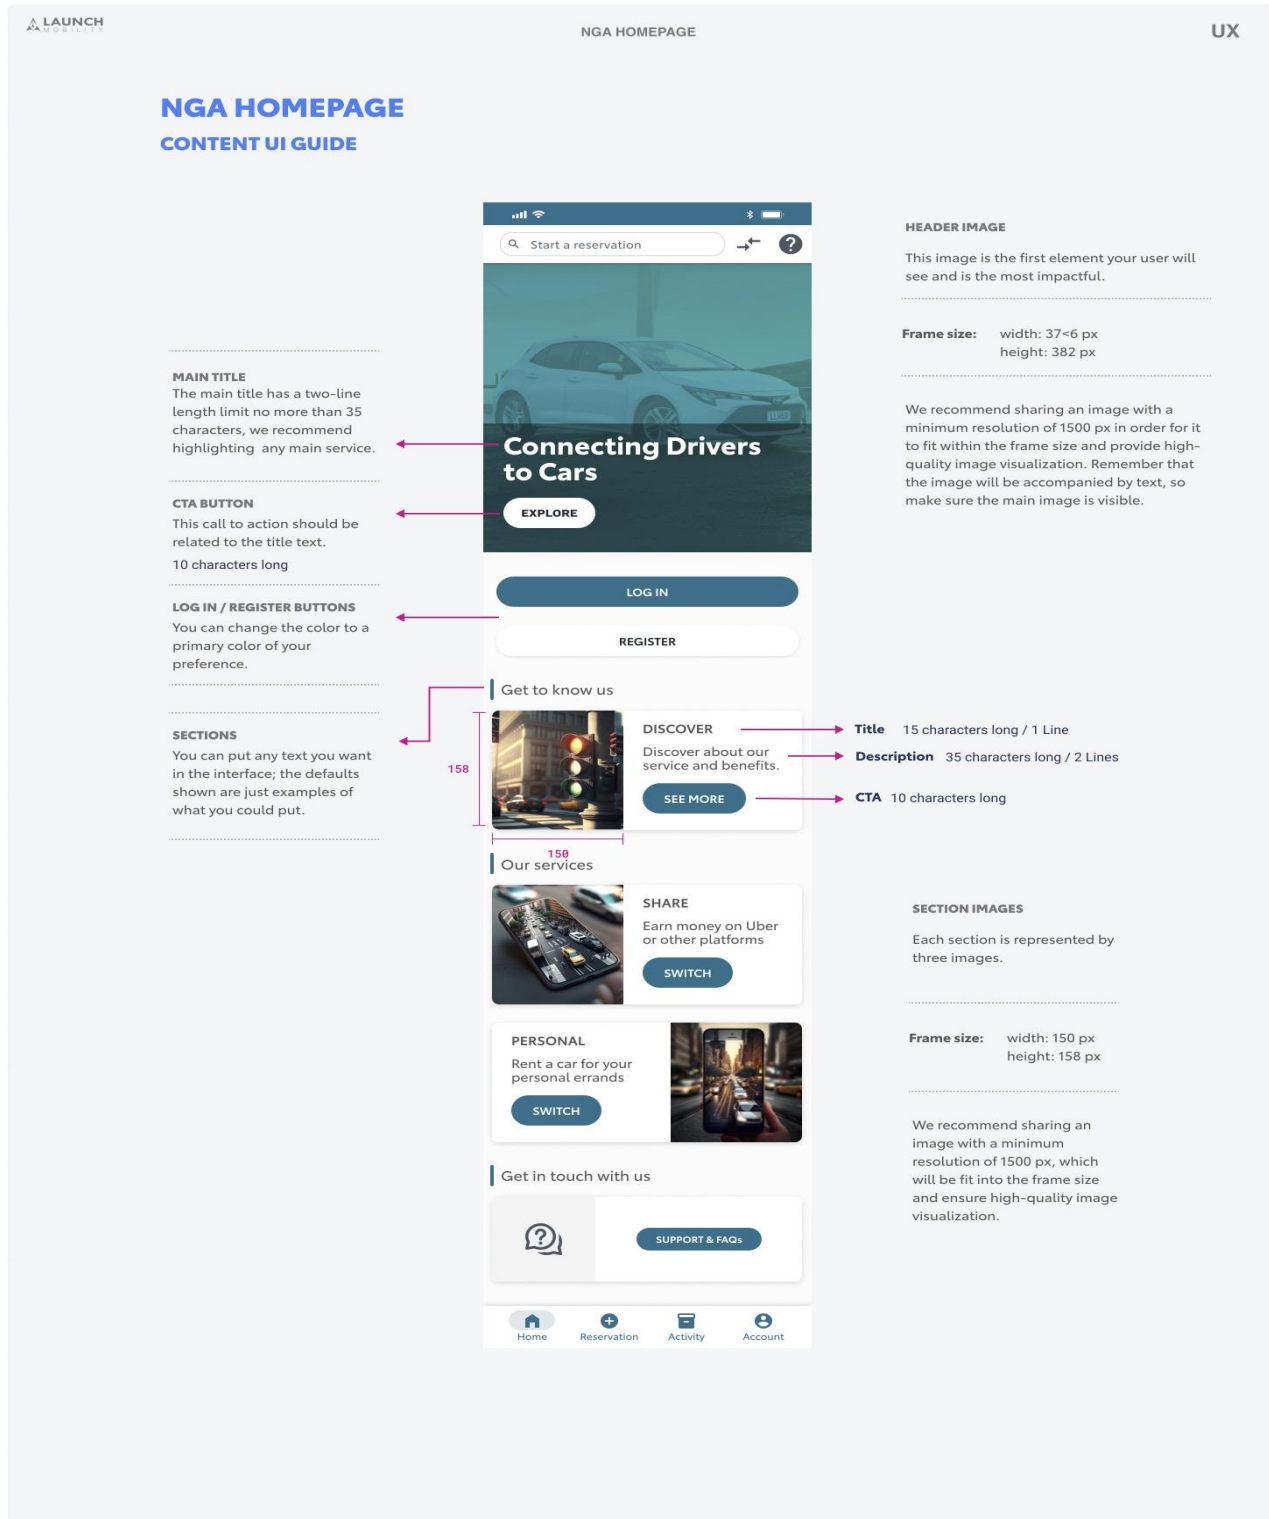 LAUNCH
MOBILITY
NGA HOMEPAGE
UX
NGA HOMEPAGE
CONTENT UI GUIDE
MAIN TITLE
The main title has a two-line
length limit no more than 35
characters, we recommend
highlighting any main service.
CTA BUTTON
This call to action should be
related to the title text.
10 characters long
LOG IN / REGISTER BUTTONS
You can change the color to a
primary color of your
preference.
SECTIONS
You can put any text you want
in the interface; the defaults
shown are just examples of
what you could put.
Start a reservation
?
Connecting Drivers
to Cars
EXPLORE
LOG IN
REGISTER
Get to know us
158
150
DISCOVER
Discover about our
service and benefits.
SEE MORE
Title 15 characters long / 1 Line
Description 35 characters long / 2 Lines
CTA 10 characters long
Our services
SHARE
Earn money on Uber
or other platforms
SWITCH
PERSONAL
Rent a car for your
personal errands
SWITCH
Get in touch with us
?
SUPPORT & FAQs
Home
Reservation
Activity
Account
HEADER IMAGE
This image is the first element your user will
see and is the most impactful.
Frame size: width: 37<6 px
height: 382 px
We recommend sharing an image with a
minimum resolution of 1500 px in order for it
to fit within the frame size and provide high-
quality image visualization. Remember that
the image will be accompanied by text, so
make sure the main image is visible.
SECTION IMAGES
Each section is represented by
three images.
Frame size: width: 150 px
height: 158 px
We recommend sharing an
image with a minimum
resolution of 1500 px, which
will be fit into the frame size
and ensure high-quality image
visualization.